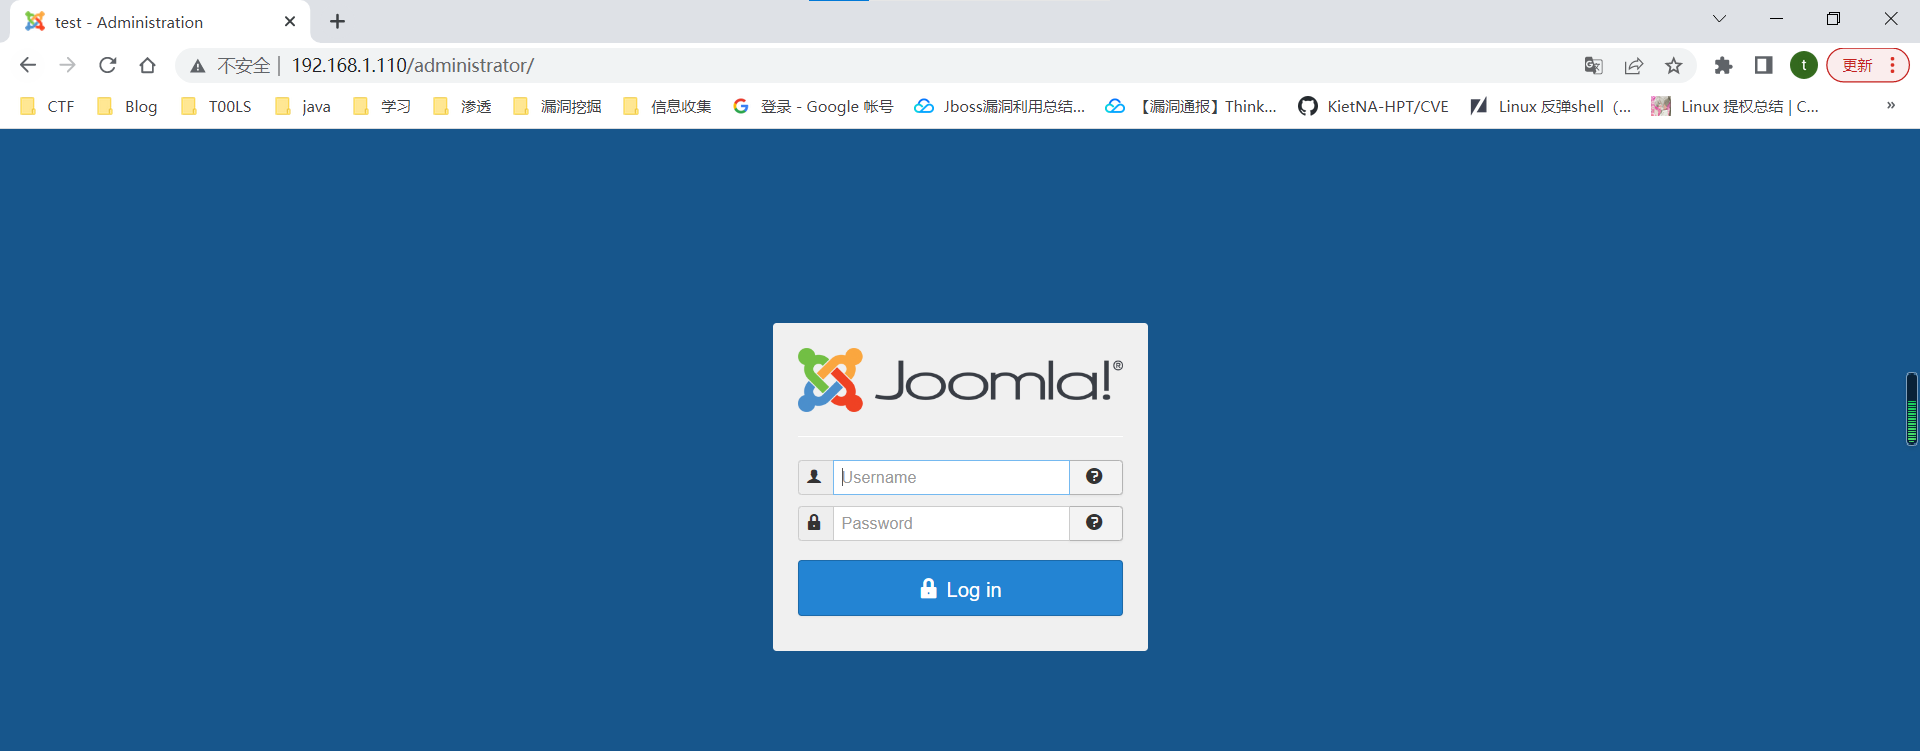 test - Administration
不安全 | 192.168.1.110/administrator/
更新
CTF Blog T00LS java 学习 渗透 漏洞挖掘 信息收集 登录 - Google 帐号 Jboss漏洞利用总结... 【漏洞通报】Think... KietNA-HPT/CVE Linux 反弹shell（... Linux 提权总结 | C... »
Joomla!®
Username
Password
Log in